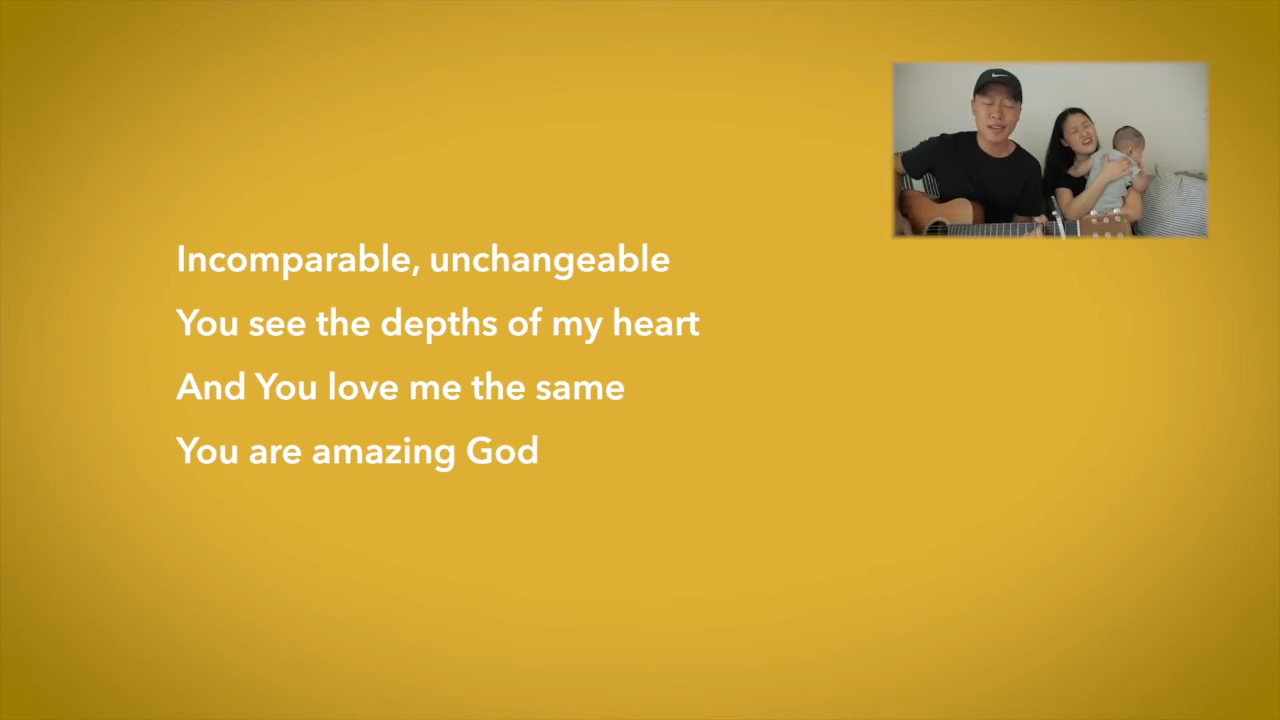 Incomparable, unchangeable
You see the depths of my heart
And You love me the same
You are amazing God